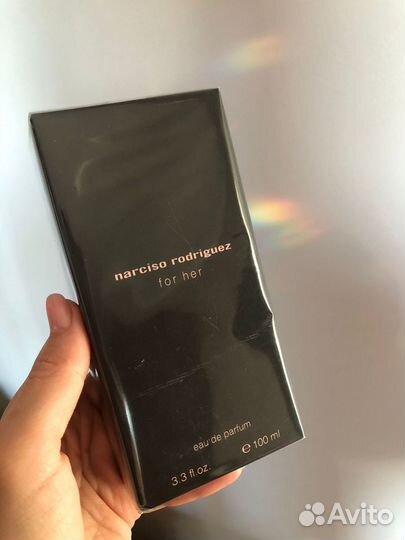 narciso rodriguez
for her
eau de parfum
3.3 fl.oz. e 100 ml
Avito